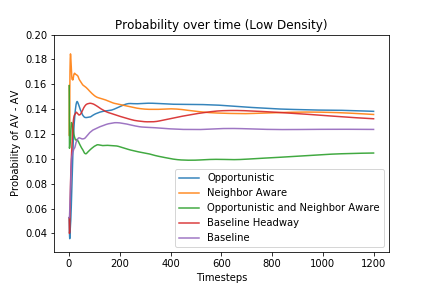 Probability over time (Low Density)
Probability of AV - AV
0.20
0.18
0.16
0.14
0.12
0.10
0.08
0.06
0.04
Opportunistic
Neighbor Aware
Opportunistic and Neighbor Aware
Baseline Headway
Baseline
0 200 400 600 800 1000 1200
Timesteps